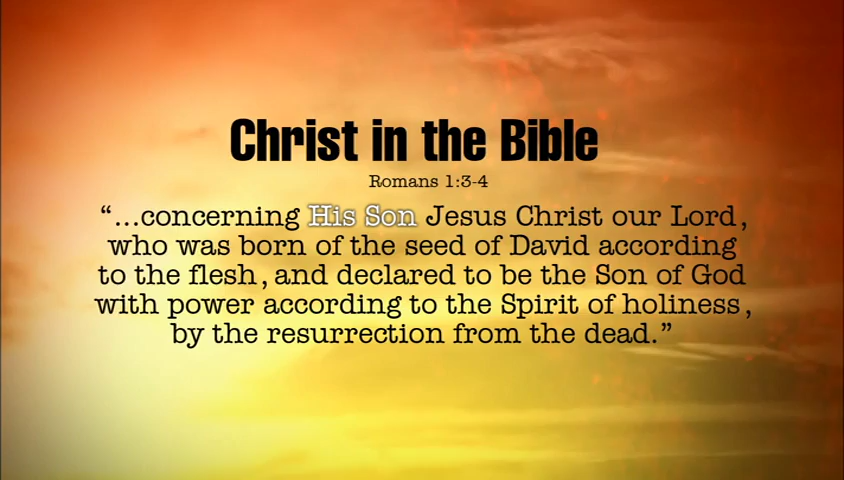 Christ in the Bible
Romans 1:3-4
“...concerning His Son Jesus Christ our Lord,
who was born of the seed of David according
to the flesh, and declared to be the Son of God
with power according to the Spirit of holiness,
by the resurrection from the dead.”